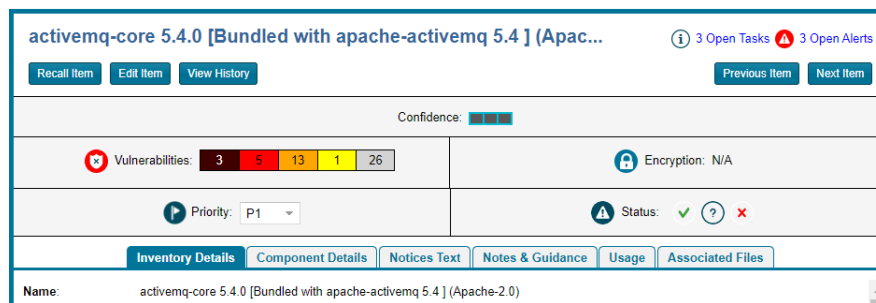 activemq-core 5.4.0 [Bundled with apache-activemq 5.4 ] (Apac...
3 Open Tasks 3 Open Alerts
Recall Item Edit Item View History Previous Item Next Item
Confidence:
Vulnerabilities: 3 5 13 1 26 Encryption: N/A
Priority: P1 Status: ?
Inventory Details Component Details Notices Text Notes & Guidance Usage Associated Files
Name: activemq-core 5.4.0 [Bundled with apache-activemq 5.4 ] (Apache-2.0)